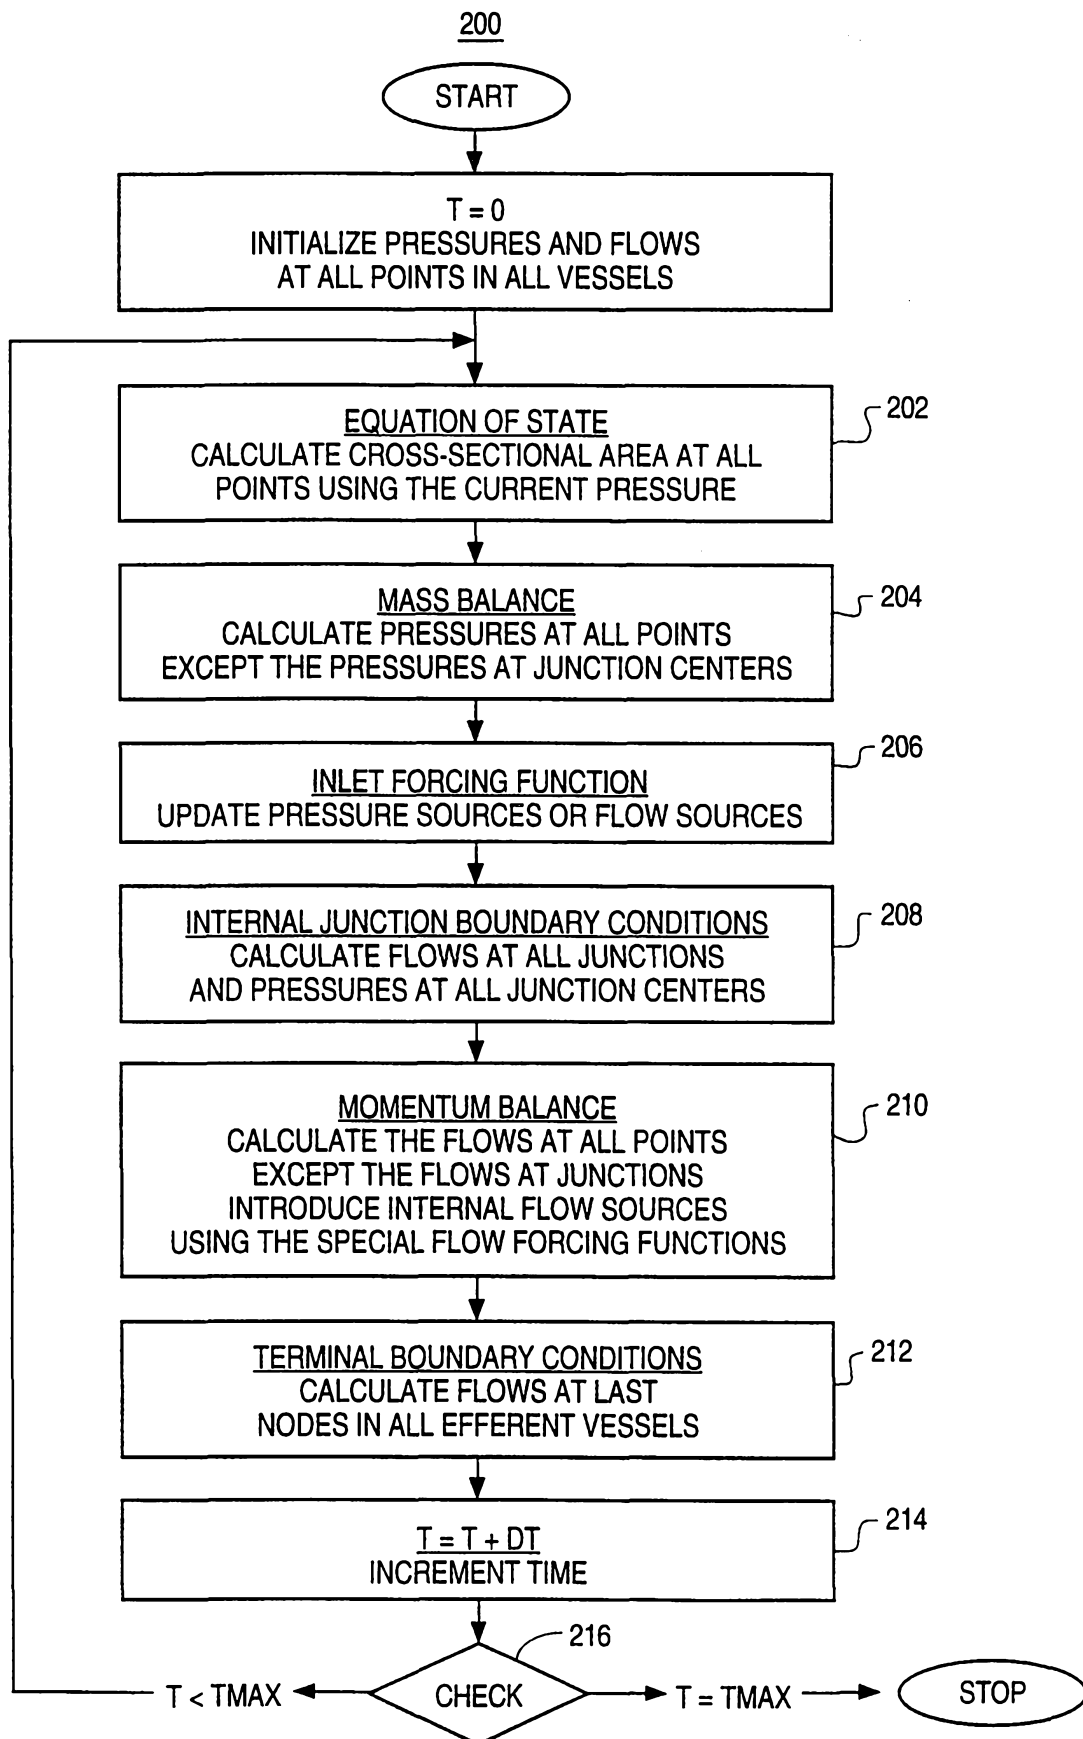 200
START
T = 0
INITIALIZE PRESSURES AND FLOWS
AT ALL POINTS IN ALL VESSELS
202
EQUATION OF STATE
CALCULATE CROSS-SECTIONAL AREA AT ALL
POINTS USING THE CURRENT PRESSURE
204
MASS BALANCE
CALCULATE PRESSURES AT ALL POINTS
EXCEPT THE PRESSURES AT JUNCTION CENTERS
206
INLET FORCING FUNCTION
UPDATE PRESSURE SOURCES OR FLOW SOURCES
208
INTERNAL JUNCTION BOUNDARY CONDITIONS
CALCULATE FLOWS AT ALL JUNCTIONS
AND PRESSURES AT ALL JUNCTION CENTERS
210
MOMENTUM BALANCE
CALCULATE THE FLOWS AT ALL POINTS
EXCEPT THE FLOWS AT JUNCTIONS
INTRODUCE INTERNAL FLOW SOURCES
USING THE SPECIAL FLOW FORCING FUNCTIONS
212
TERMINAL BOUNDARY CONDITIONS
CALCULATE FLOWS AT LAST
NODES IN ALL EFFERENT VESSELS
214
T = T + DT
INCREMENT TIME
216
T < TMAX
CHECK
T = TMAX
STOP